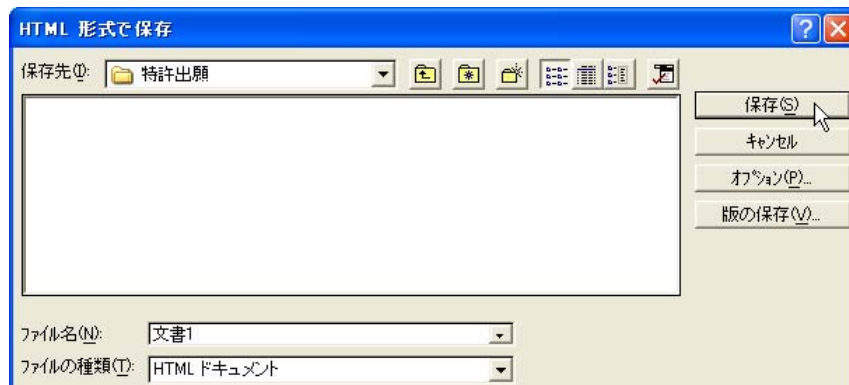 HTML 形式で保存
保存先(I): 特許出願
保存(S)
キャンセル
オプション(P)...
版の保存(V)...
ファイル名(N): 文書1
ファイルの種類(T): HTML ドキュメント